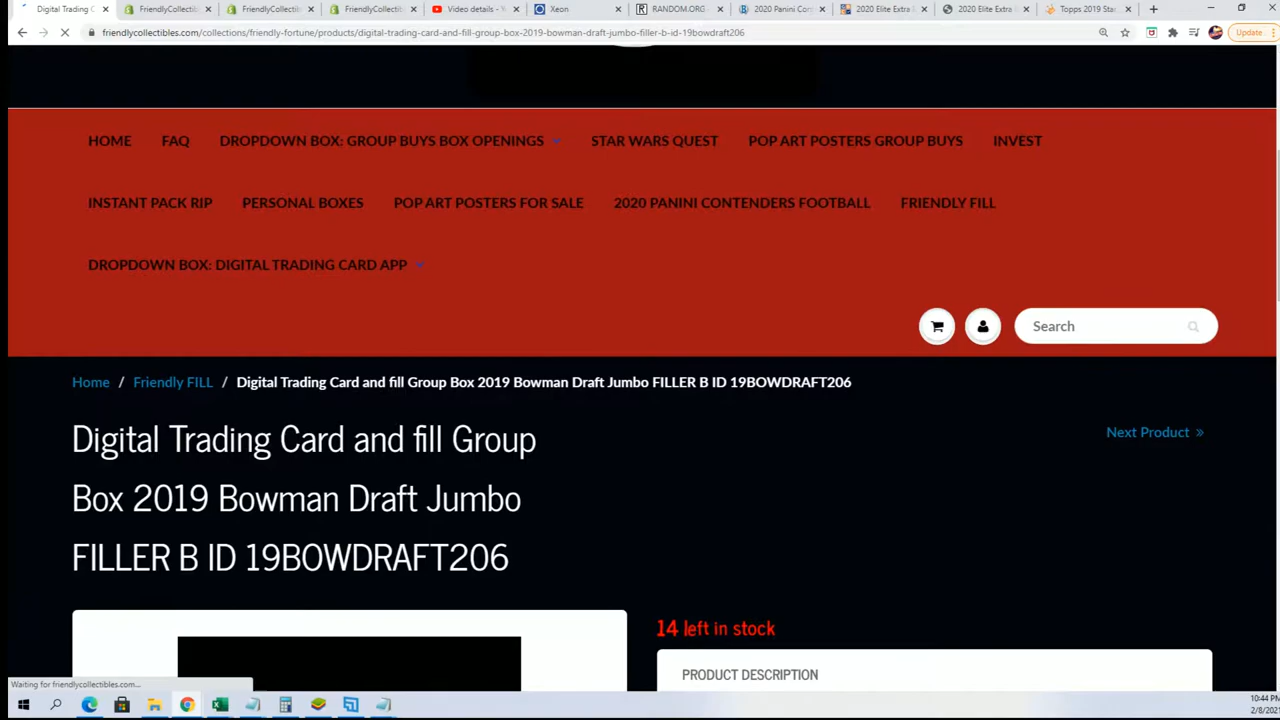 Digital Trading C
FriendlyCollectib
FriendlyCollectibl
FriendlyCollectibl
Video details - Y
Xeon
RANDOM.ORG
2020 Panini Con
2020 Elite Extra
2020 Elite Extra
Topps 2019 Star
friendlycollectibles.com/collections/friendly-fortune/products/digital-trading-card-and-fill-group-box-2019-bowman-draft-jumbo-filler-b-id-19bowdraft206
Update
HOME FAQ DROPDOWN BOX: GROUP BUYS BOX OPENINGS STAR WARS QUEST POP ART POSTERS GROUP BUYS INVEST
INSTANT PACK RIP PERSONAL BOXES POP ART POSTERS FOR SALE 2020 PANINI CONTENDERS FOOTBALL FRIENDLY FILL
DROPDOWN BOX: DIGITAL TRADING CARD APP
Search
Home / Friendly FILL / Digital Trading Card and fill Group Box 2019 Bowman Draft Jumbo FILLER B ID 19BOWDRAFT206
Digital Trading Card and fill Group
Box 2019 Bowman Draft Jumbo
FILLER B ID 19BOWDRAFT206
Next Product »
14 left in stock
PRODUCT DESCRIPTION
Waiting for friendlycollectibles.com...
10:44 PM
2/8/2021